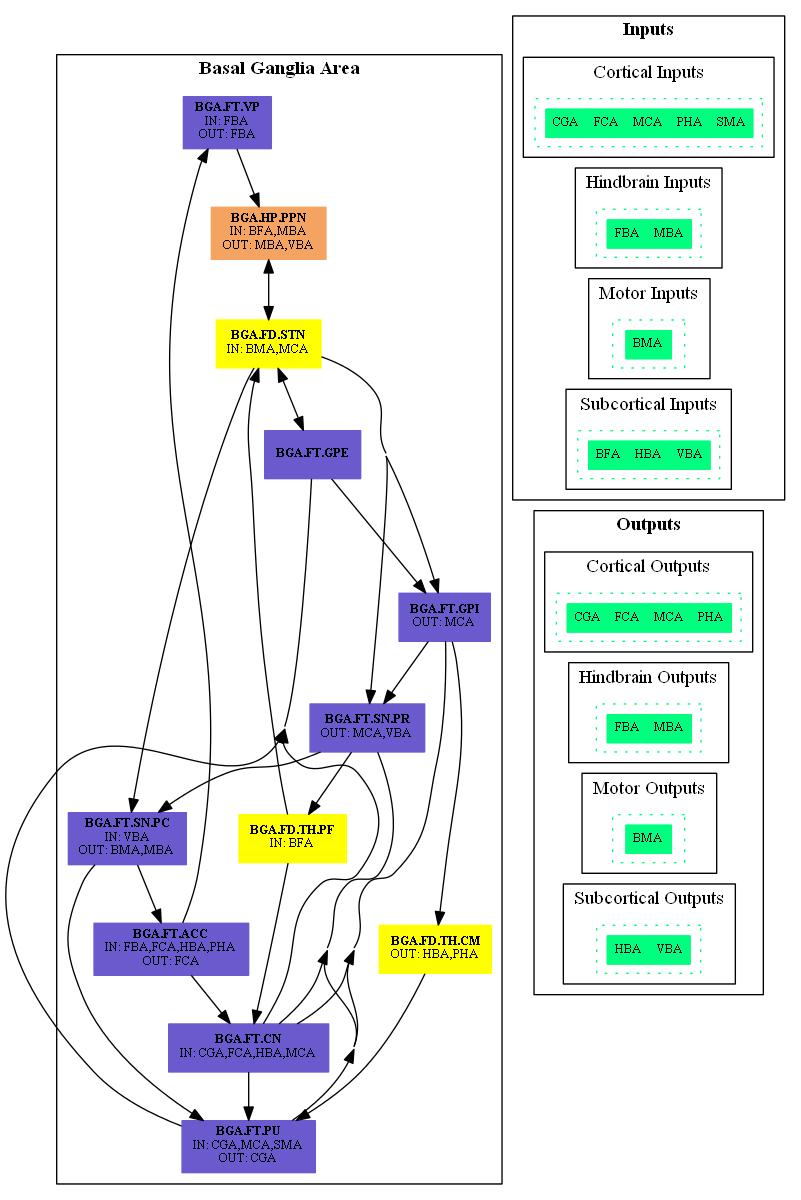 Basal Ganglia Area
BGA.FT.VP
IN: FBA
OUT: FBA
BGA.HP.PPN
IN: BFA,MBA
OUT: MBA,VBA
BGA.FD.STN
IN: BMA,MCA
BGA.FT.GPE
BGA.FT.GPI
OUT: MCA
BGA.FT.SN.PR
OUT: MCA,VBA
BGA.FT.SN.PC
IN: VBA
OUT: BMA,MBA
BGA.FD.TH.PF
IN: BFA
BGA.FT.ACC
IN: FBA,FCA,HBA,PHA
OUT: FCA
BGA.FD.TH.CM
OUT: HBA,PHA
BGA.FT.CN
IN: CGA,FCA,HBA,MCA
BGA.FT.PU
IN: CGA,MCA,SMA
OUT: CGA
Inputs
Cortical Inputs
CGA FCA MCA PHA SMA
Hindbrain Inputs
FBA MBA
Motor Inputs
BMA
Subcortical Inputs
BFA HBA VBA
Outputs
Cortical Outputs
CGA FCA MCA PHA
Hindbrain Outputs
FBA MBA
Motor Outputs
BMA
Subcortical Outputs
HBA VBA